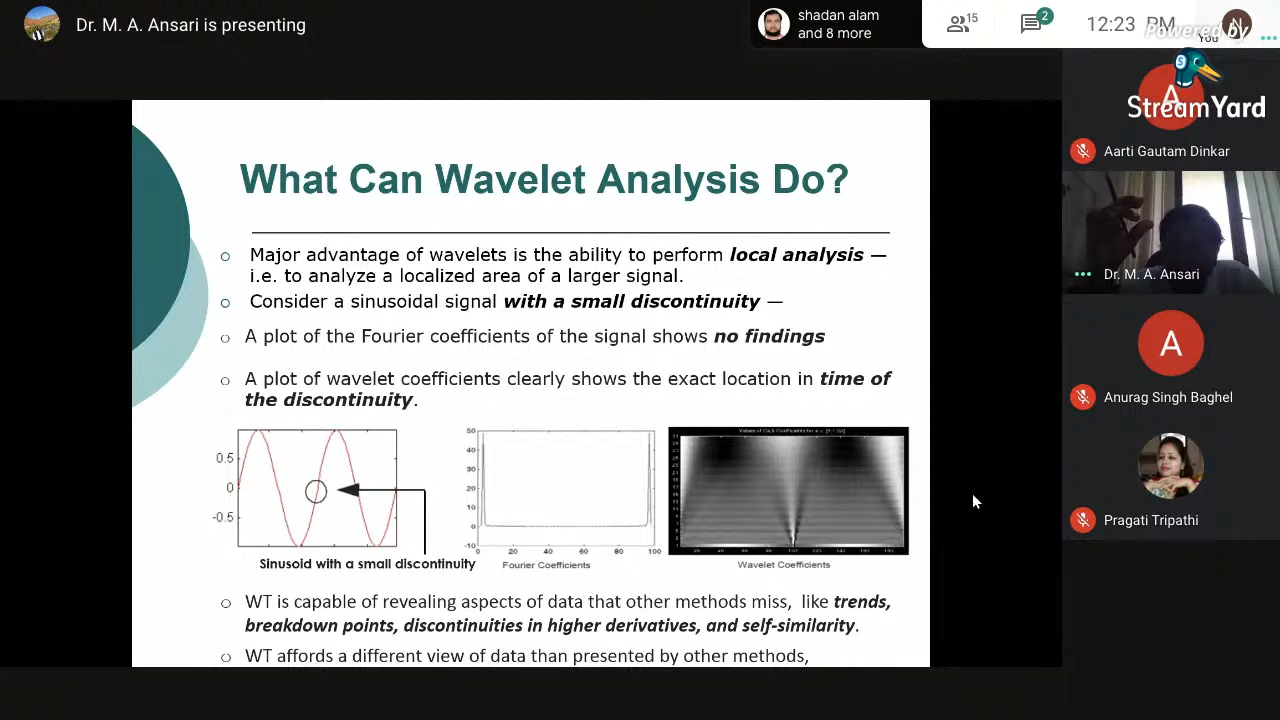 Dr. M. A. Ansari is presenting
shadan alam
and 8 more
15
2
12:23 PM
You
Powered by
StreamYard
A
Aarti Gautam Dinkar
Dr. M. A. Ansari
A
Anurag Singh Baghel
Pragati Tripathi
What Can Wavelet Analysis Do?
o Major advantage of wavelets is the ability to perform local analysis —
i.e. to analyze a localized area of a larger signal.
o Consider a sinusoidal signal with a small discontinuity —
o A plot of the Fourier coefficients of the signal shows no findings
o A plot of wavelet coefficients clearly shows the exact location in time of
the discontinuity.
0.5
0
-0.5
Sinusoid with a small discontinuity
50
40
30
20
10
0
-10
0 20 40 60 80 100
Fourier Coefficients
Wavelet Coefficients
o WT is capable of revealing aspects of data that other methods miss, like trends,
breakdown points, discontinuities in higher derivatives, and self-similarity.
o WT affords a different view of data than presented by other methods,